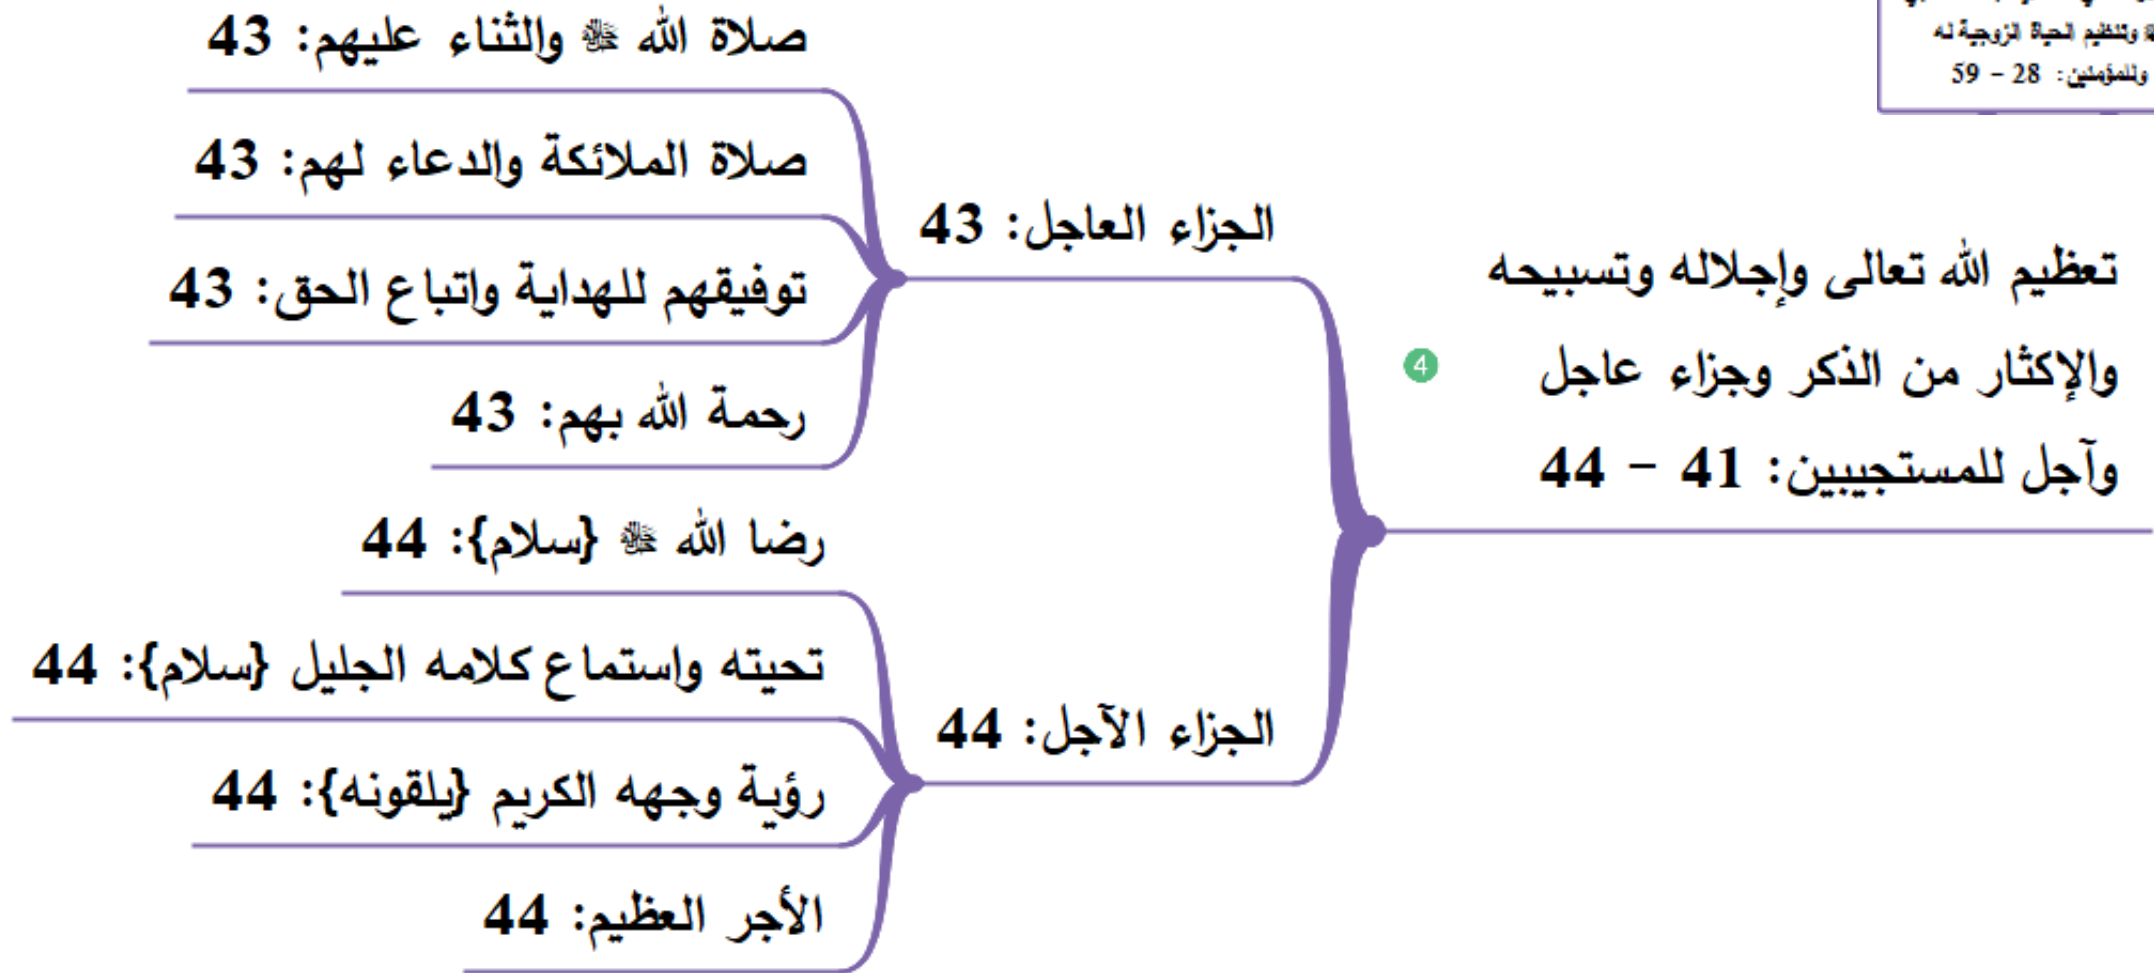 وتنظيم الحياة الزوجية له
وللمؤمنين: 28 – 59
تعظيم الله تعالى وإجلاله وتسبيحه
والإكثار من الذكر وجزاء عاجل
وآجل للمستجيبين: 41 – 44
4
الجزاء العاجل: 43
صلاة الله ﷻ والثناء عليهم: 43
صلاة الملائكة والدعاء لهم: 43
توفيقهم للهداية واتباع الحق: 43
رحمة الله بهم: 43
الجزاء الآجل: 44
رضا الله ﷻ {سلام}: 44
تحيته واستماع كلامه الجليل {سلام}: 44
رؤية وجهه الكريم {يلقونه}: 44
الأجر العظيم: 44